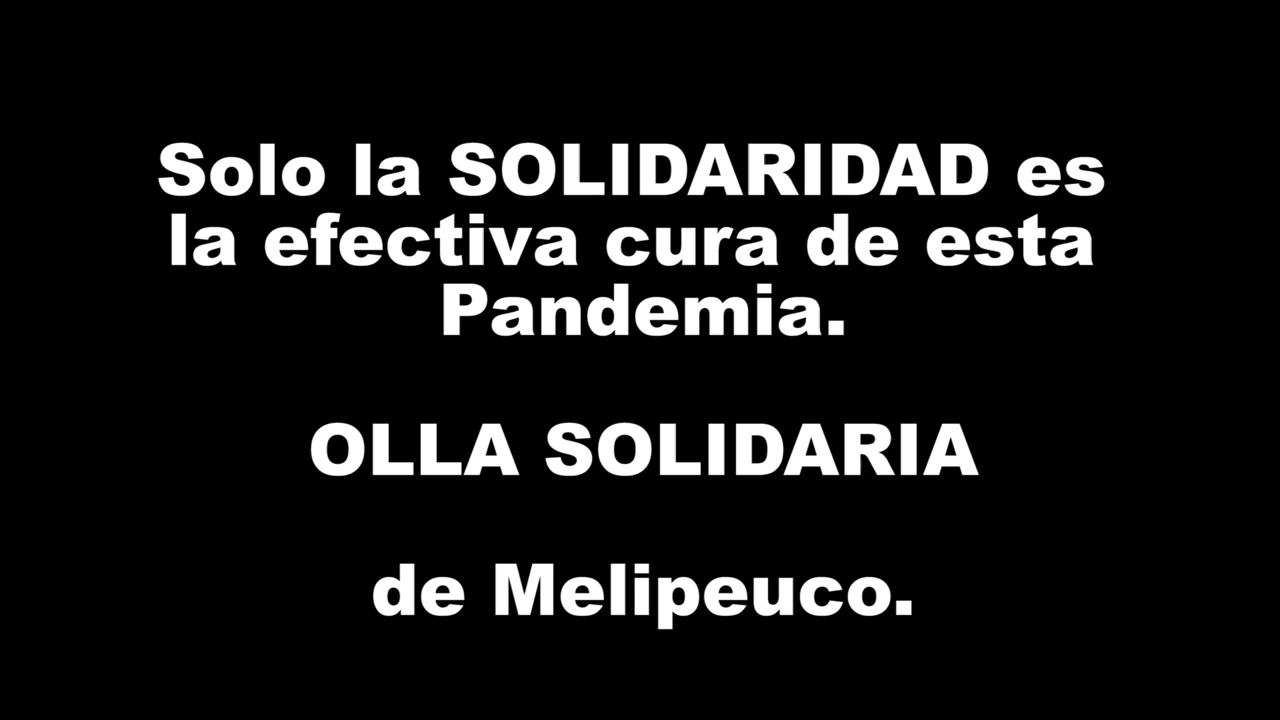 Solo la SOLIDARIDAD es
la efectiva cura de esta
Pandemia.
OLLA SOLIDARIA
de Melipeuco.